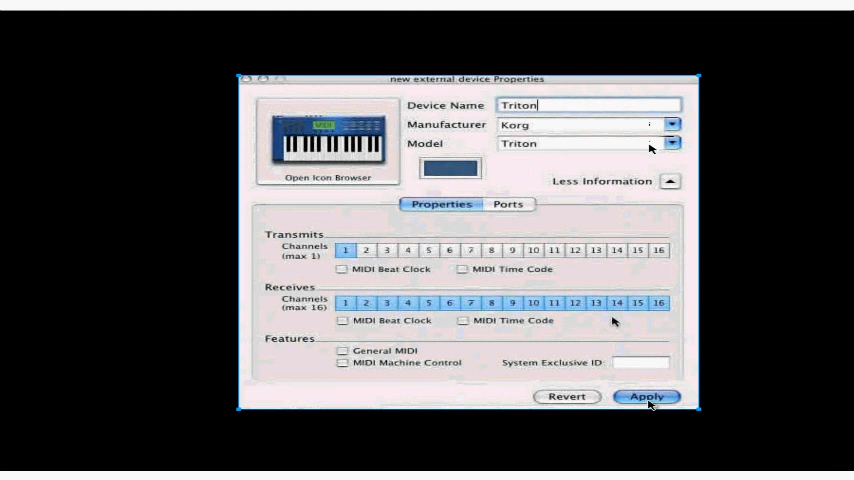 new external device Properties
Device Name Triton
Manufacturer Korg
Model Triton
Open Icon Browser
Less Information
Properties Ports
Transmits
Channels 1 2 3 4 5 6 7 8 9 10 11 12 13 14 15 16
(max 1)
MIDI Beat Clock MIDI Time Code
Receives
Channels 1 2 3 4 5 6 7 8 9 10 11 12 13 14 15 16
(max 16)
MIDI Beat Clock MIDI Time Code
Features
General MIDI
MIDI Machine Control System Exclusive ID:
Revert Apply